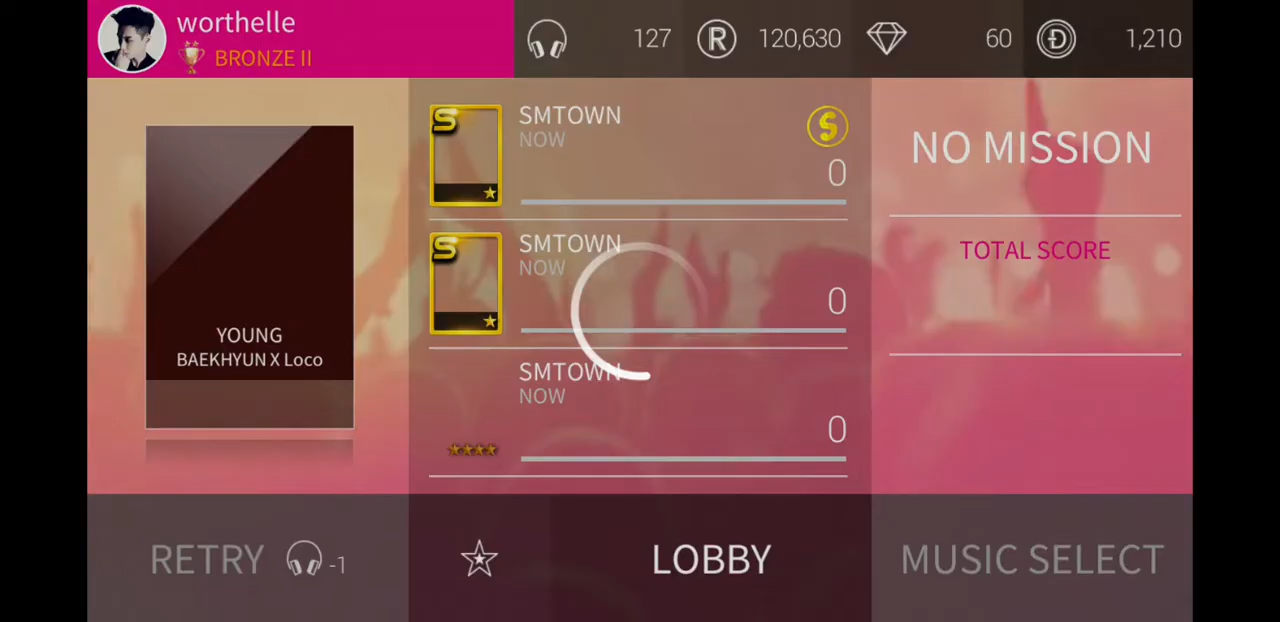 worthelle
BRONZE II
127
R
120,630
60
Đ
1,210
YOUNG
BAEKHYUN X Loco
S
SMTOWN
NOW
S
0
S
SMTOWN
NOW
0
SMTOWN
NOW
0
NO MISSION
TOTAL SCORE
RETRY -1
LOBBY
MUSIC SELECT